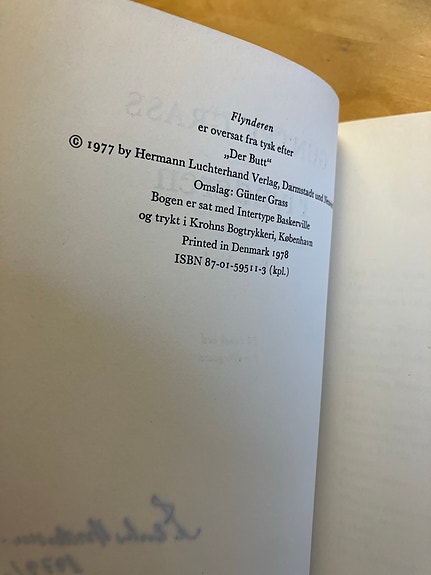 Flynderen
er oversat fra tysk efter
„Der Butt“
© 1977 by Hermann Luchterhand Verlag, Darmstadt und
Omslag: Günter Grass
Bogen er sat med Intertype Baskerville
og trykt i Krohns Bogtrykkeri, København
Printed in Denmark 1978
ISBN 87-01-59511-3 (kpl.)